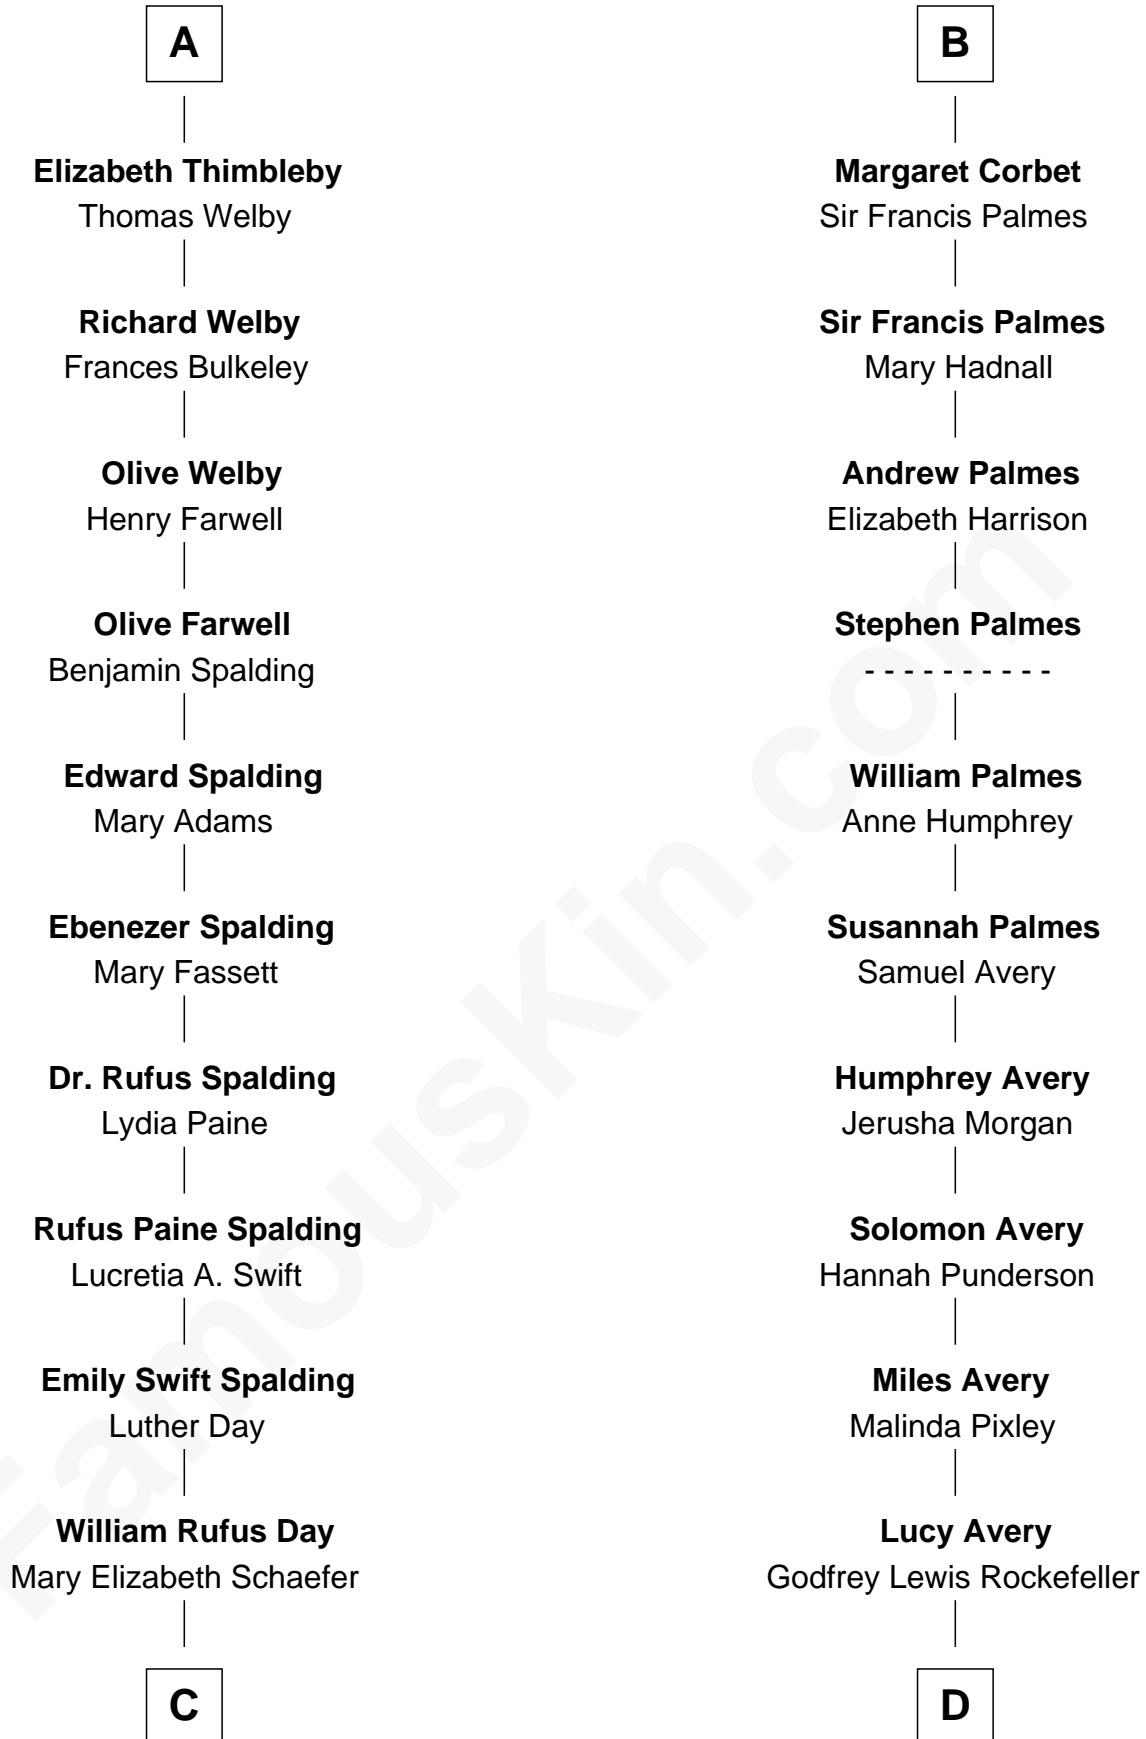 A
Elizabeth Thimbleby
Thomas Welby
Richard Welby
Frances Bulkeley
Olive Welby
Henry Farwell
Olive Farwell
Benjamin Spalding
Edward Spalding
Mary Adams
Ebenezer Spalding
Mary Fassett
Dr. Rufus Spalding
Lydia Paine
Rufus Paine Spalding
Lucretia A. Swift
Emily Swift Spalding
Luther Day
William Rufus Day
Mary Elizabeth Schaefer
C
B
Margaret Corbet
Sir Francis Palmes
Sir Francis Palmes
Mary Hadnall
Andrew Palmes
Elizabeth Harrison
Stephen Palmes
- - - - - - - - - -
William Palmes
Anne Humphrey
Susannah Palmes
Samuel Avery
Humphrey Avery
Jerusha Morgan
Solomon Avery
Hannah Punderson
Miles Avery
Malinda Pixley
Lucy Avery
Godfrey Lewis Rockefeller
D
FamousKin.com